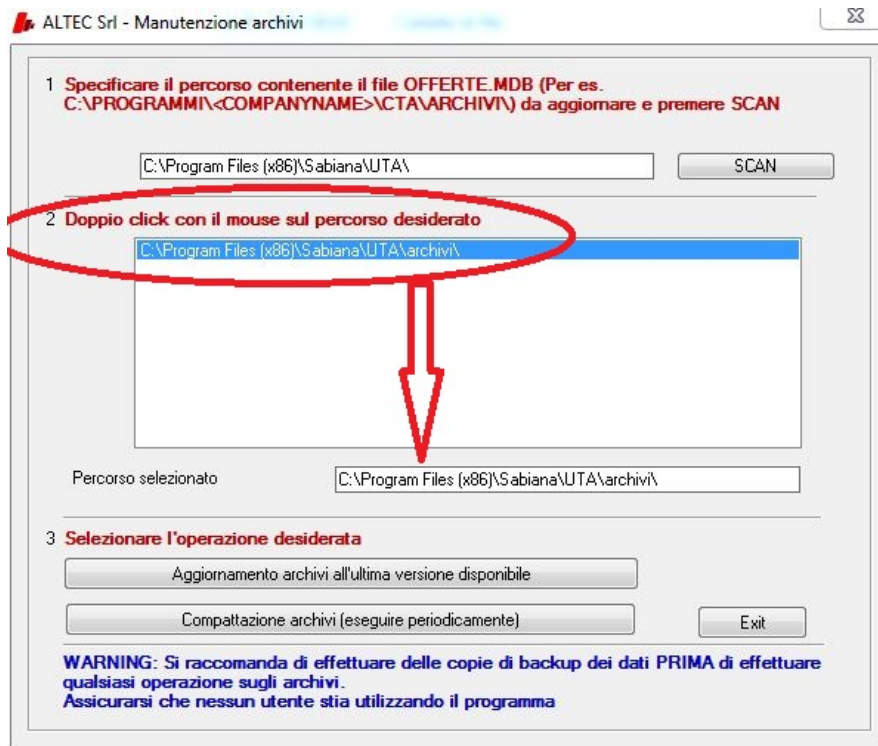 ALTEC Srl - Manutenzione archivi
1 Specificare il percorso contenente il file OFFERTE.MDB (Per es.
C:\PROGRAMMI\<COMPANYNAME>\CTA\ARCHIVI\) da aggiornare e premere SCAN
C:\Program Files (x86)\Sabiana\UTA\ SCAN
2 Doppio click con il mouse sul percorso desiderato
C:\Program Files (x86)\Sabiana\UTA\archivi\
Percorso selezionato C:\Program Files (x86)\Sabiana\UTA\archivi\
3 Selezionare l'operazione desiderata
Aggiornamento archivi all'ultima versione disponibile
Compattazione archivi (eseguire periodicamente) Exit
WARNING: Si raccomanda di effettuare delle copie di backup dei dati PRIMA di effettuare
qualsiasi operazione sugli archivi.
Assicurarsi che nessun utente stia utilizzando il programma